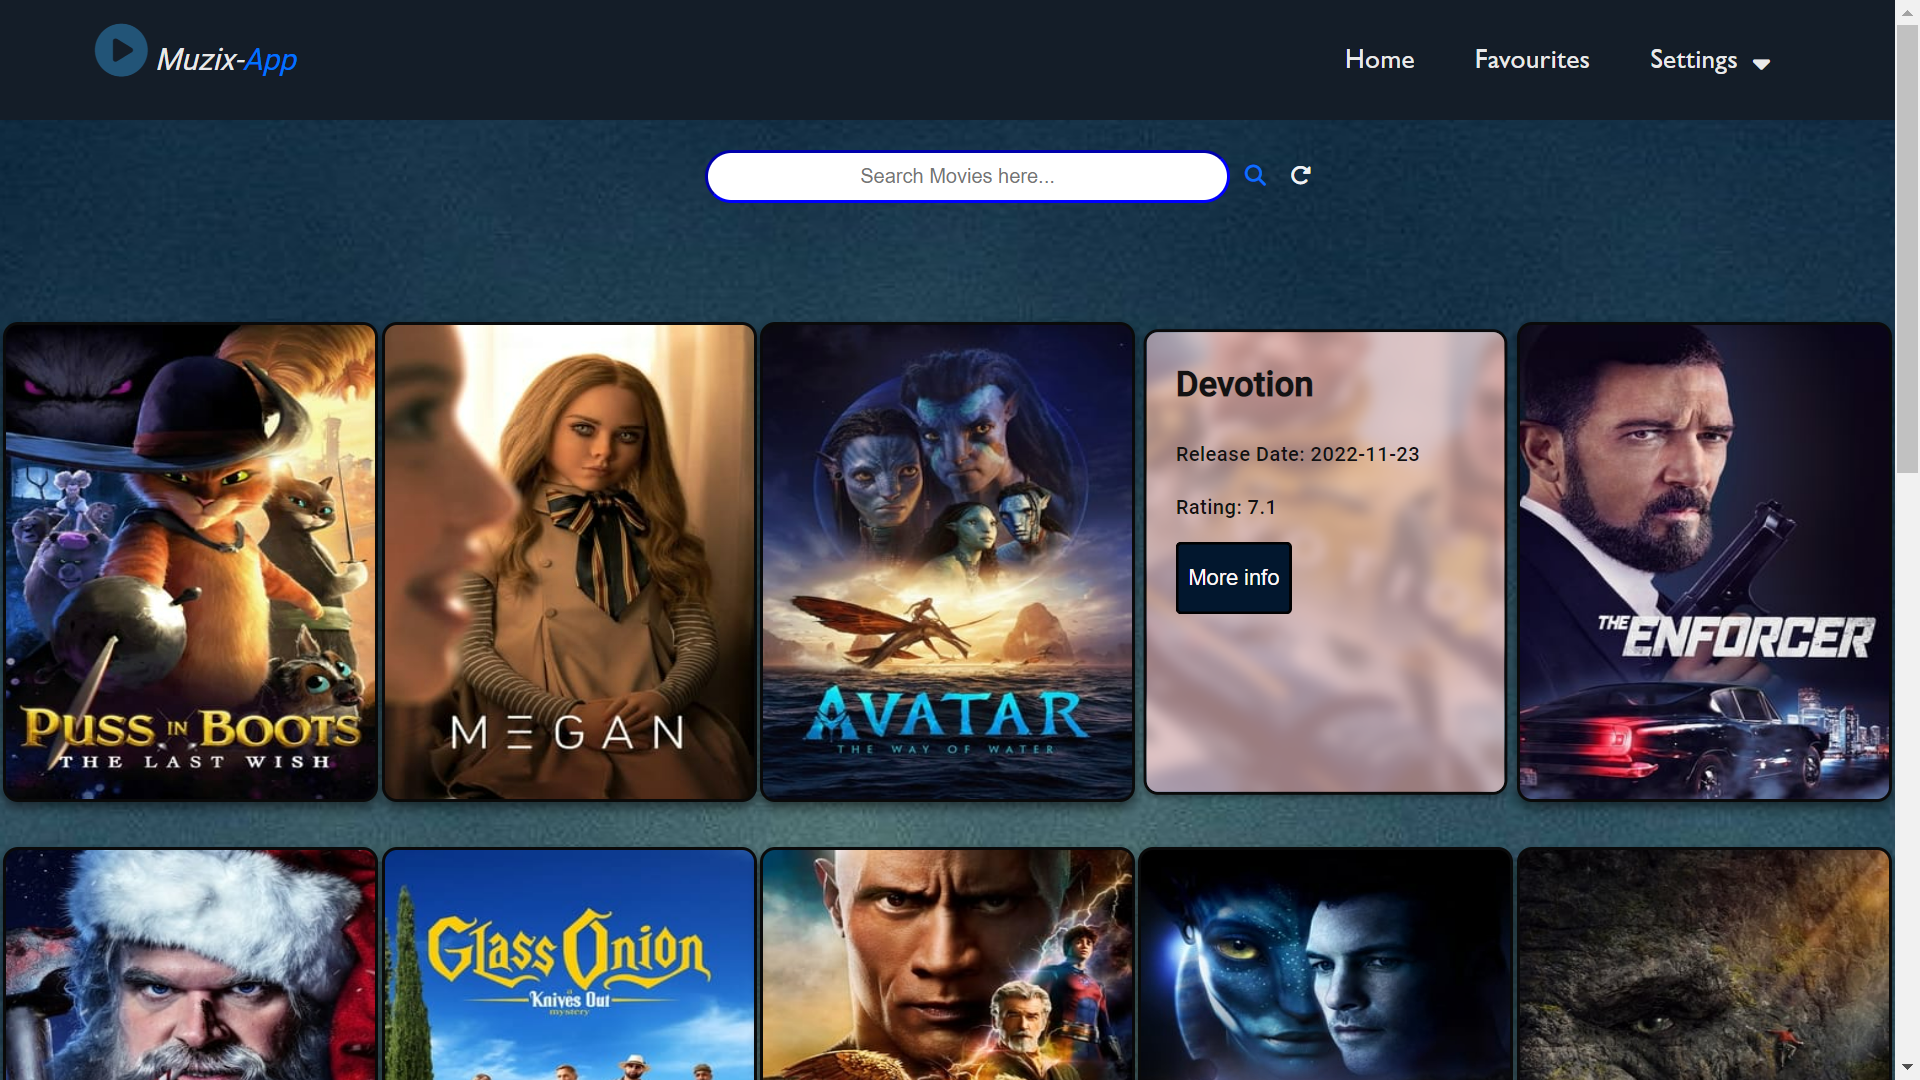 Muzix-App
Home
Favourites
Settings
Search Movies here...
PUSS IN BOOTS
THE LAST WISH
MEGAN
AVATAR
THE WAY OF WATER
Devotion
Release Date: 2022-11-23
Rating: 7.1
More info
THE ENFORCER
Glass Onion
a
Knives Out
mystery